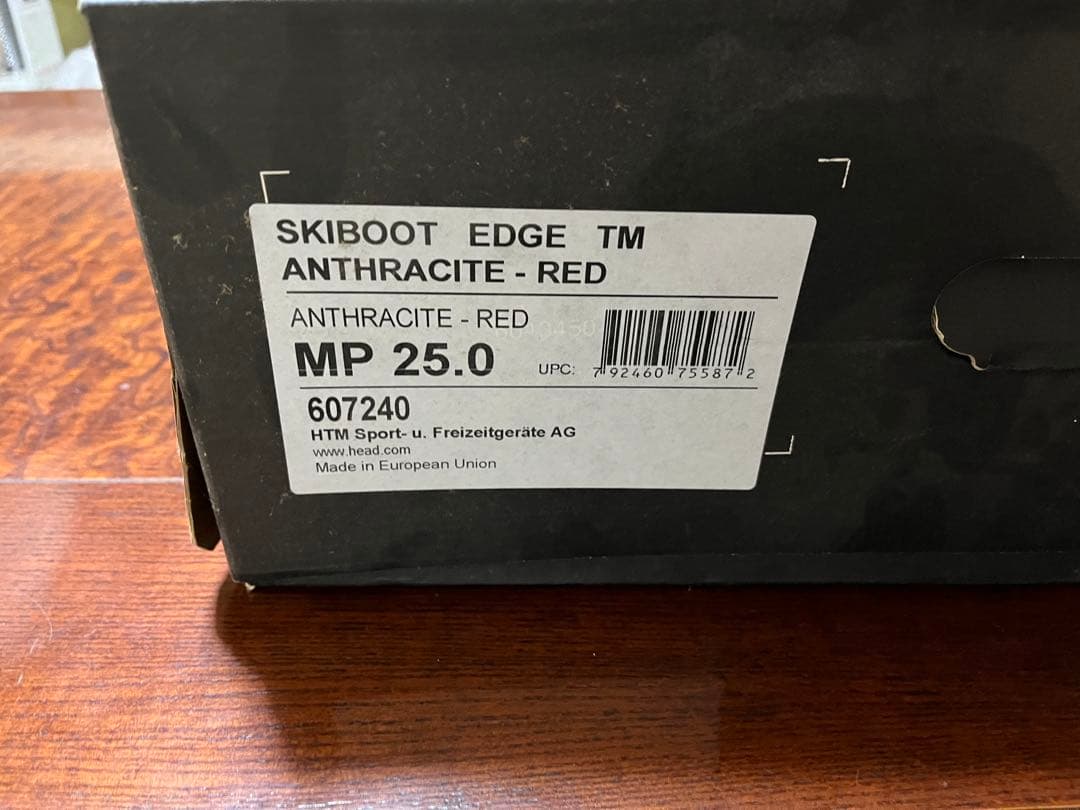 SKIBOOT EDGE TM
ANTHRACITE - RED
ANTHRACITE - RED
MP 25.0
UPC: 7 92460 75587 2
607240
HTM Sport- u. Freizeitgeräte AG
www.head.com
Made in European Union